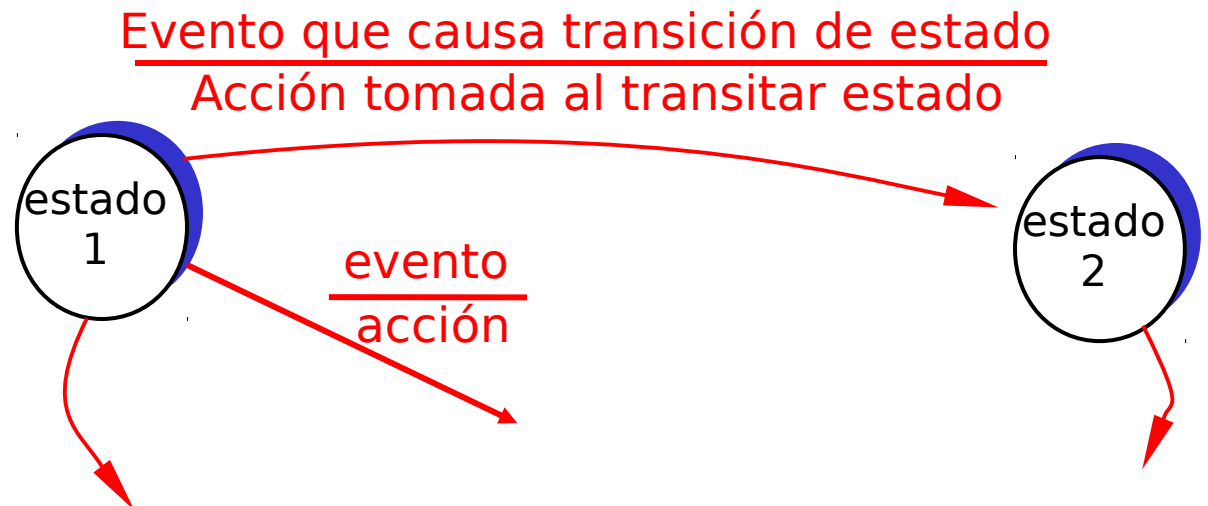 Evento que causa transición de estado
Acción tomada al transitar estado
estado
1
estado
2
evento
acción